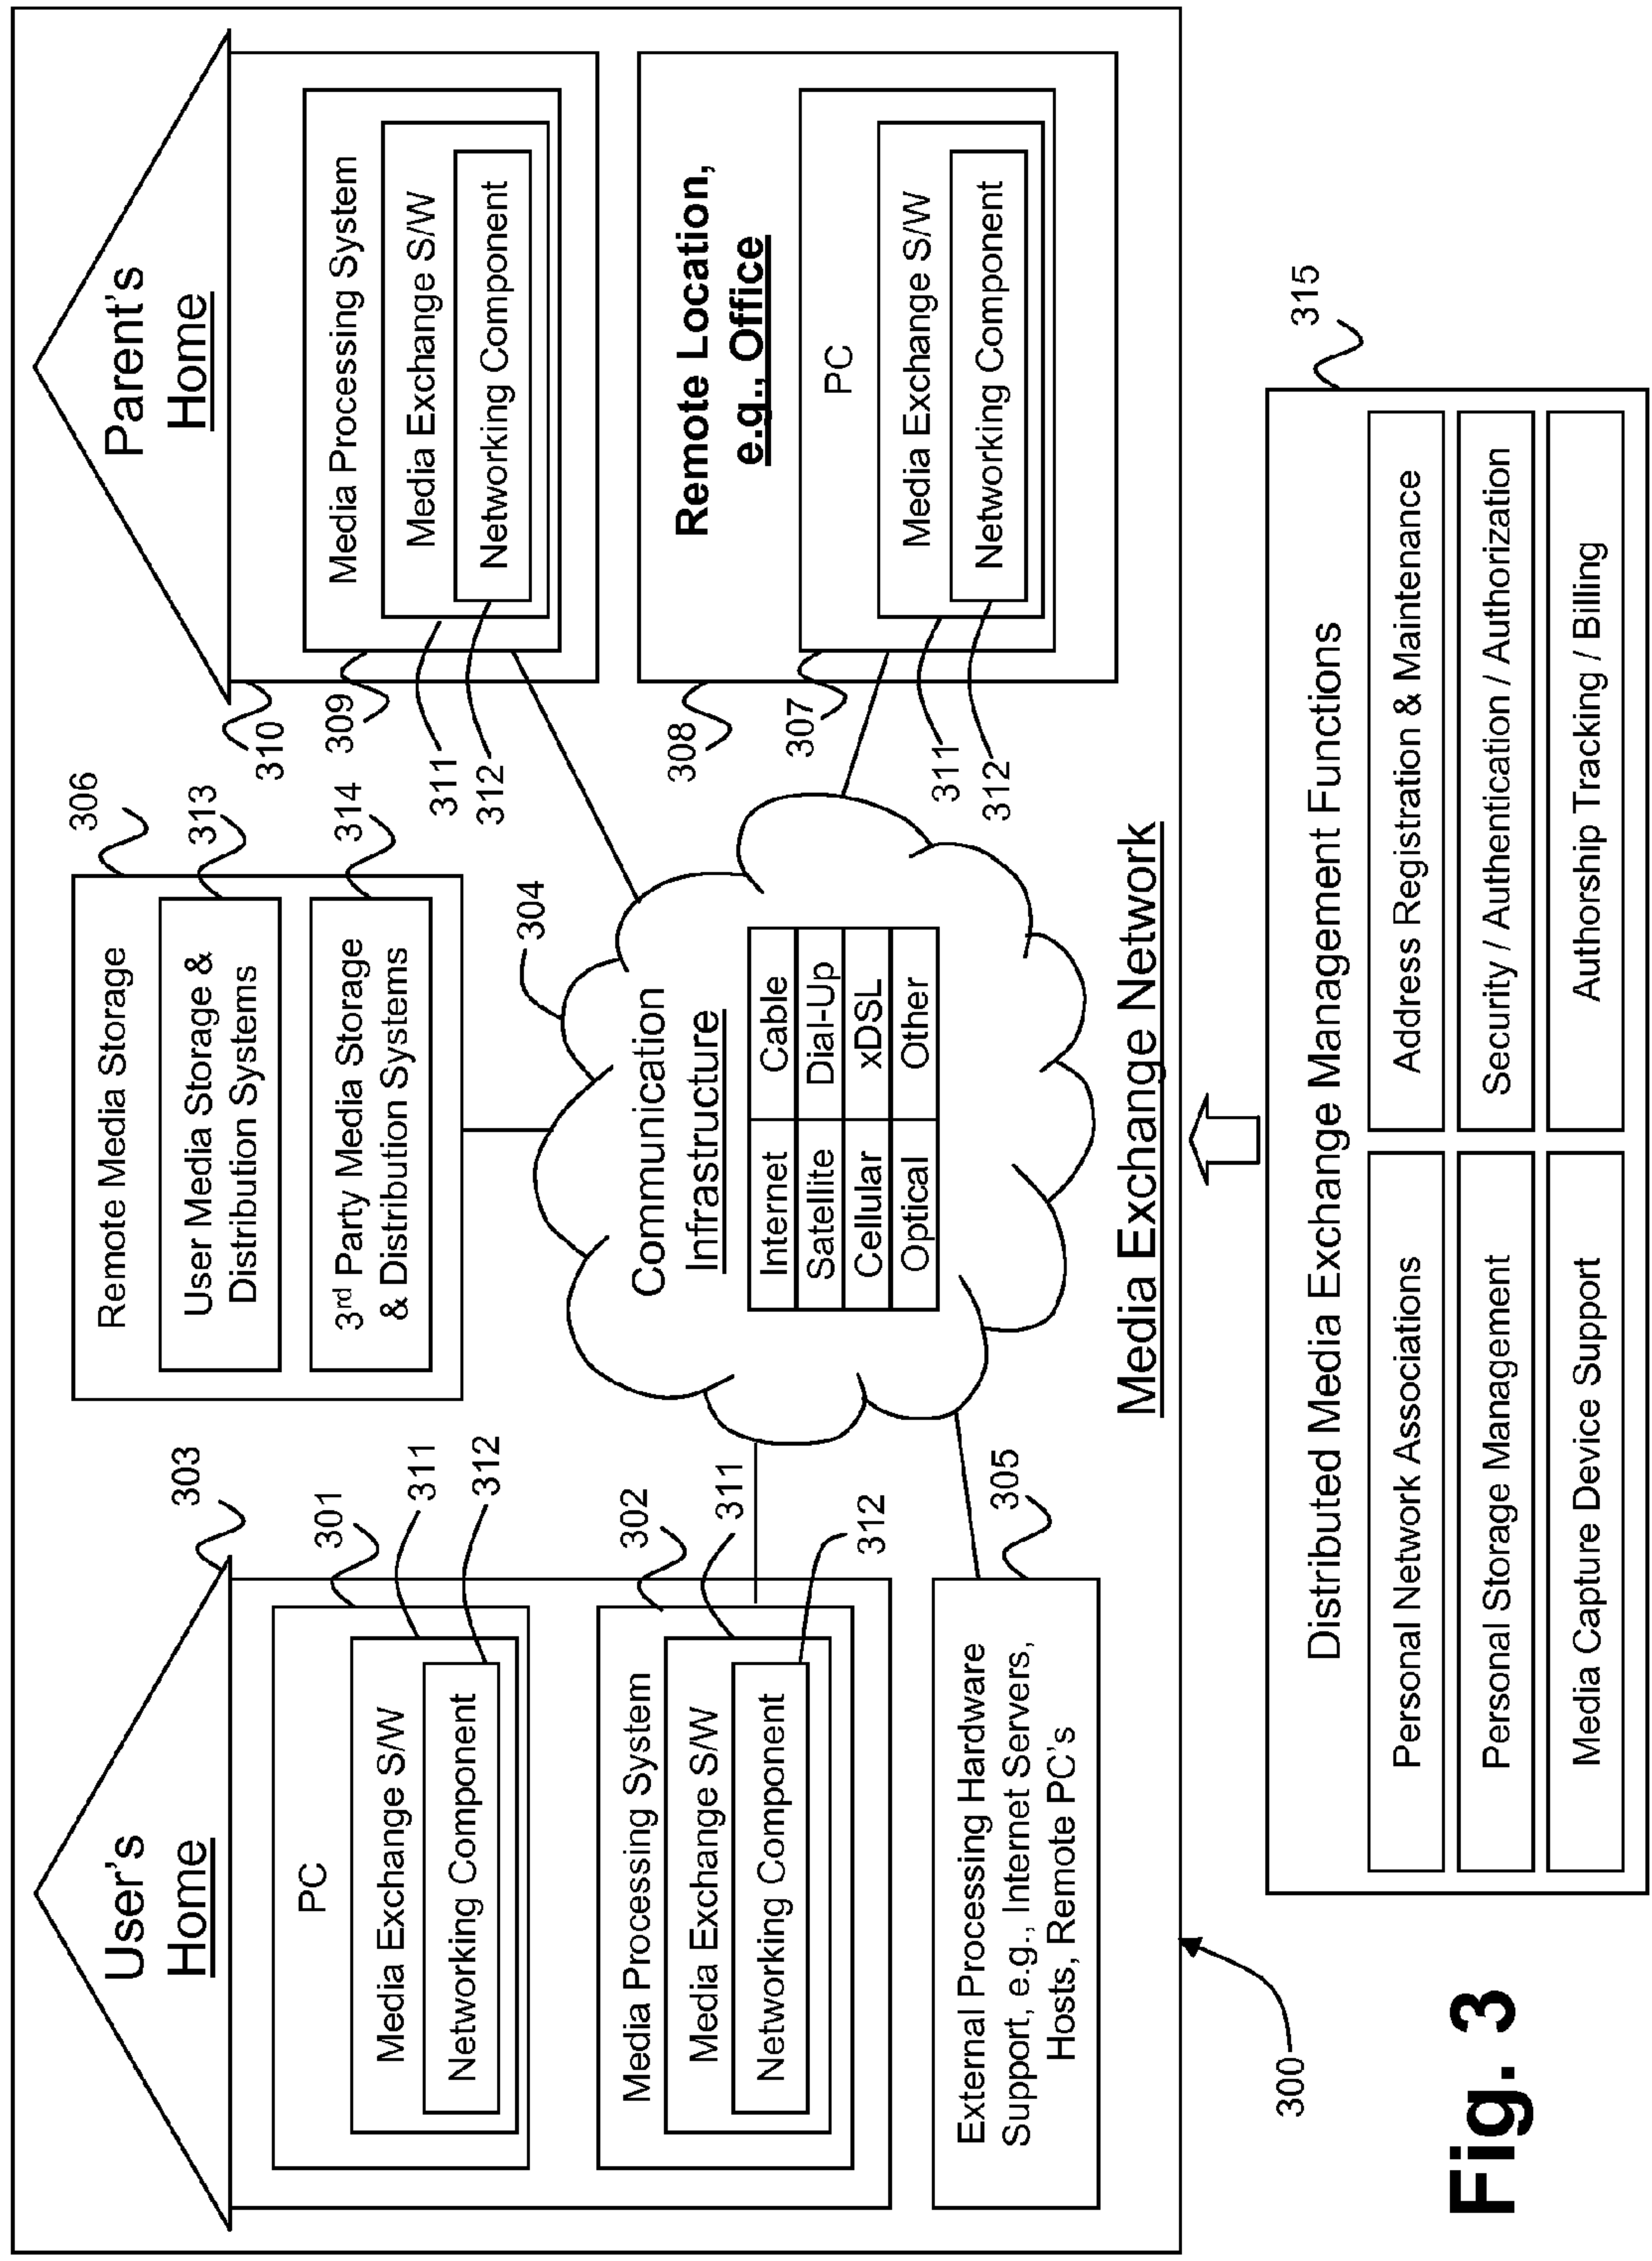 User's
Home
303
PC
301
Media Exchange S/W
311
Networking Component
312
Media Processing System
302
Media Exchange S/W
311
Networking Component
312
External Processing Hardware
Support, e.g., Internet Servers,
Hosts, Remote PC's
305
306
Remote Media Storage
313
User Media Storage &
Distribution Systems
314
3rd Party Media Storage
& Distribution Systems
304
Communication
Infrastructure
Internet Cable
Satellite Dial-Up
Cellular xDSL
Optical Other
Parent's
Home
310
Media Processing System
309
Media Exchange S/W
311
Networking Component
312
Remote Location,
e.g., Office
308
PC
307
Media Exchange S/W
311
Networking Component
312
Media Exchange Network
300
315
Distributed Media Exchange Management Functions
Personal Network Associations
Address Registration & Maintenance
Personal Storage Management
Security / Authentication / Authorization
Media Capture Device Support
Authorship Tracking / Billing
Fig. 3